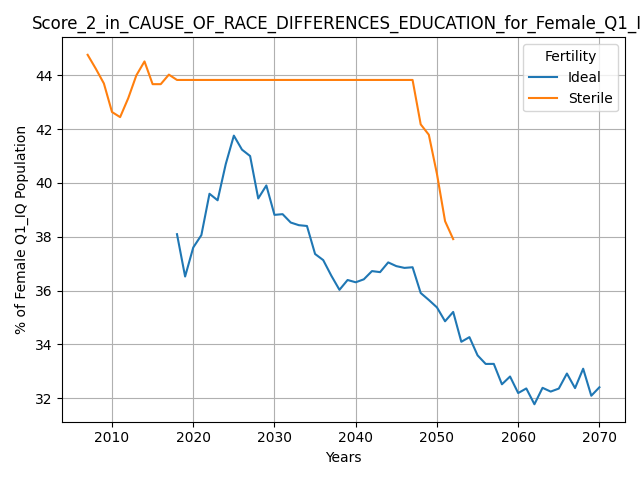 Score_2_in_CAUSE_OF_RACE_DIFFERENCES_EDUCATION_for_Female_Q1_I
Fertility
Ideal
Sterile
% of Female Q1_IQ Population
44
42
40
38
36
34
32
2010 2020 2030 2040 2050 2060 2070
Years